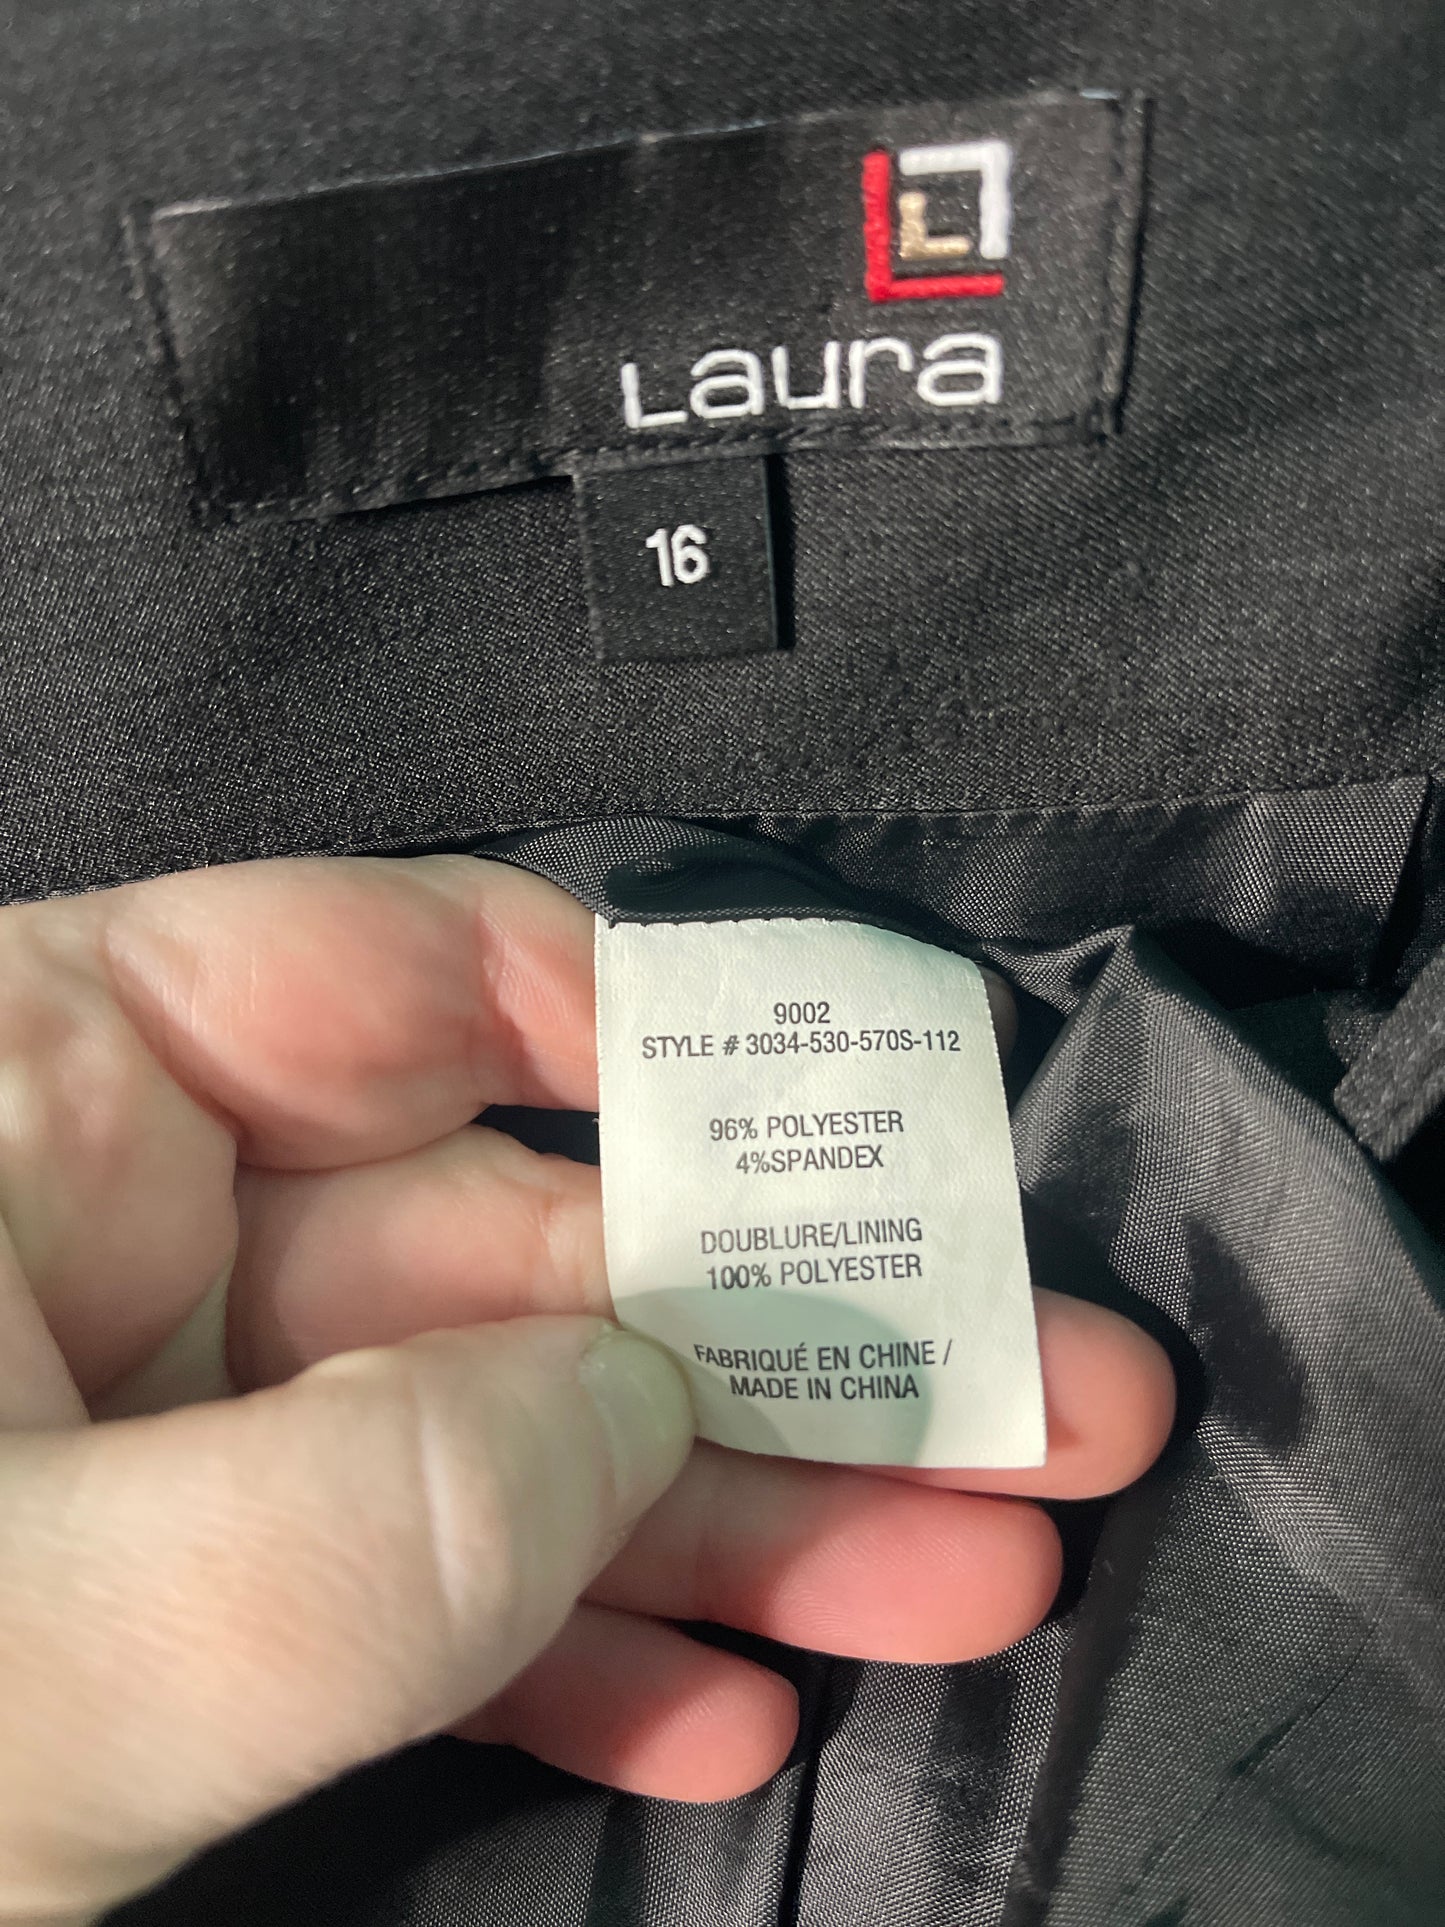 Laura
16
9002
STYLE # 3034-530-570S-112
96% POLYESTER
4%SPANDEX
DOUBLURE/LINING
100% POLYESTER
FABRIQUÉ EN CHINE /
MADE IN CHINA